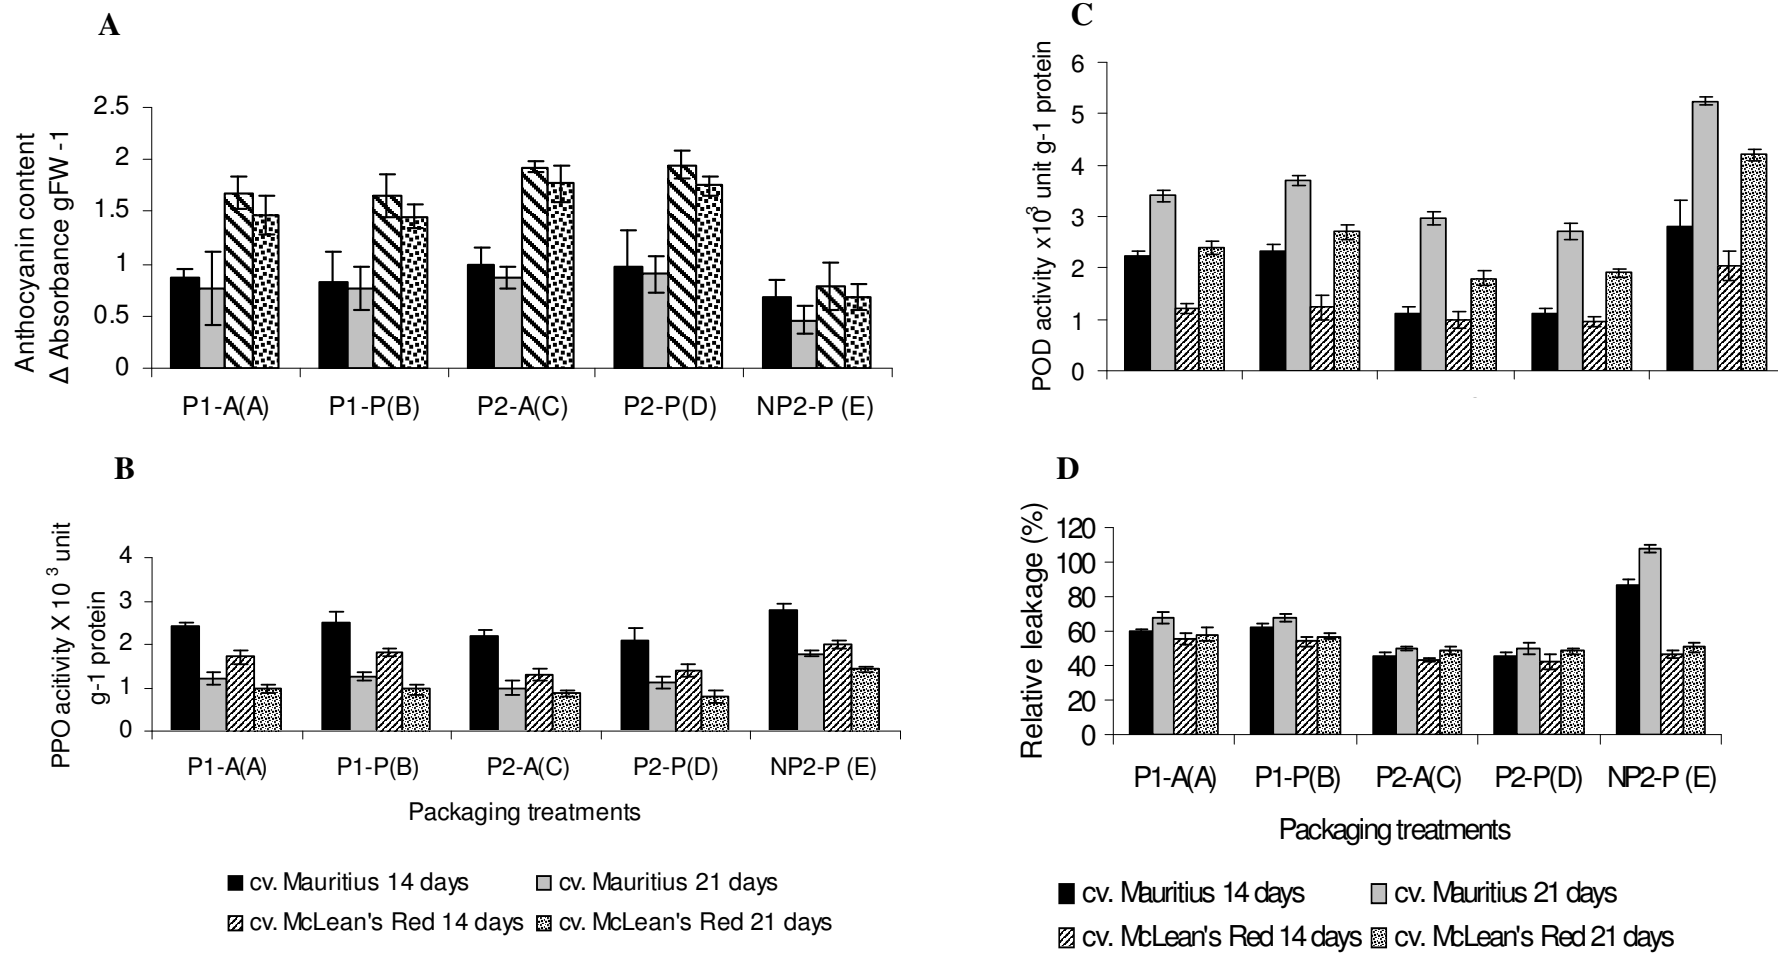 A
Anthocyanin content
Δ Absorbance gFW -1
2.5
2
1.5
1
0.5
0
P1-A(A) P1-P(B) P2-A(C) P2-P(D) NP2-P (E)
B
PPO acitivity X 10 3 unit
g-1 protein
4
3
2
1
0
P1-A(A) P1-P(B) P2-A(C) P2-P(D) NP2-P (E)
Packaging treatments
cv. Mauritius 14 days cv. Mauritius 21 days
cv. McLean's Red 14 days cv. McLean's Red 21 days
C
POD activity x103 unit g-1 protein
6
5
4
3
2
1
0
D
Relative leakage (%)
120
100
80
60
40
20
0
P1-A(A) P1-P(B) P2-A(C) P2-P(D) NP2-P (E)
Packaging treatments
cv. Mauritius 14 days cv. Mauritius 21 days
cv. McLean's Red 14 days cv. McLean's Red 21 days